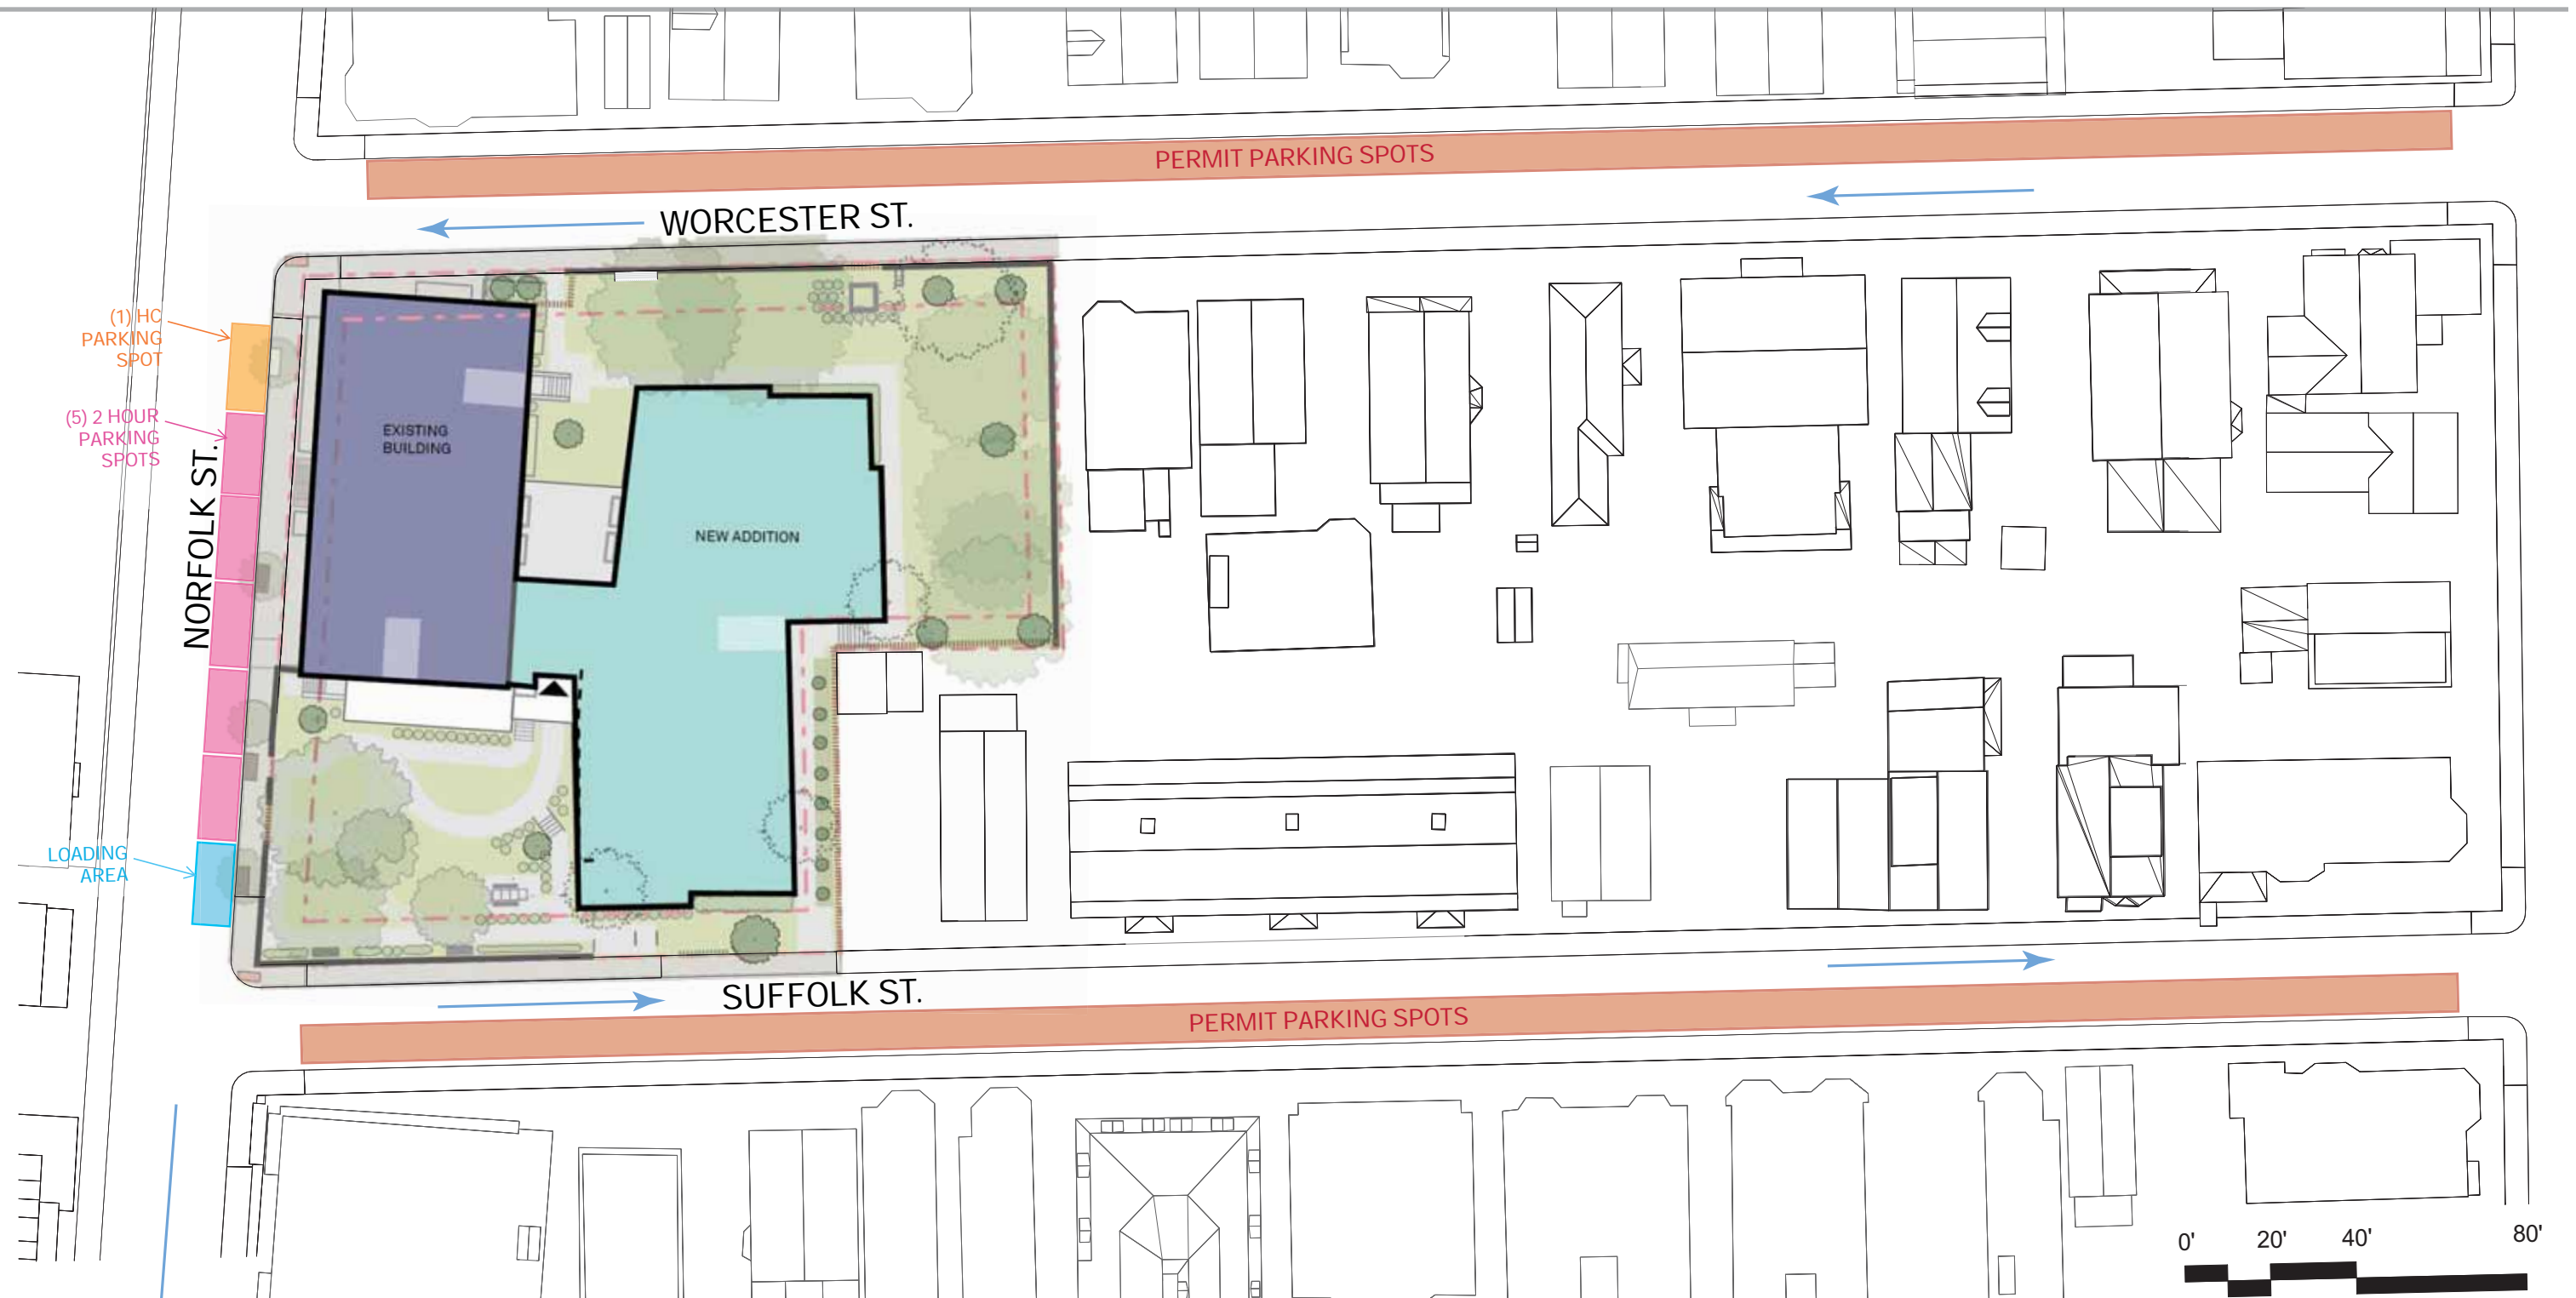 PERMIT PARKING SPOTS
WORCESTER ST.
(1) HC
PARKING
SPOT
(5) 2 HOUR
PARKING
SPOTS
NORFOLK ST.
EXISTING
BUILDING
NEW ADDITION
LOADING
AREA
SUFFOLK ST.
PERMIT PARKING SPOTS
0' 20' 40' 80'